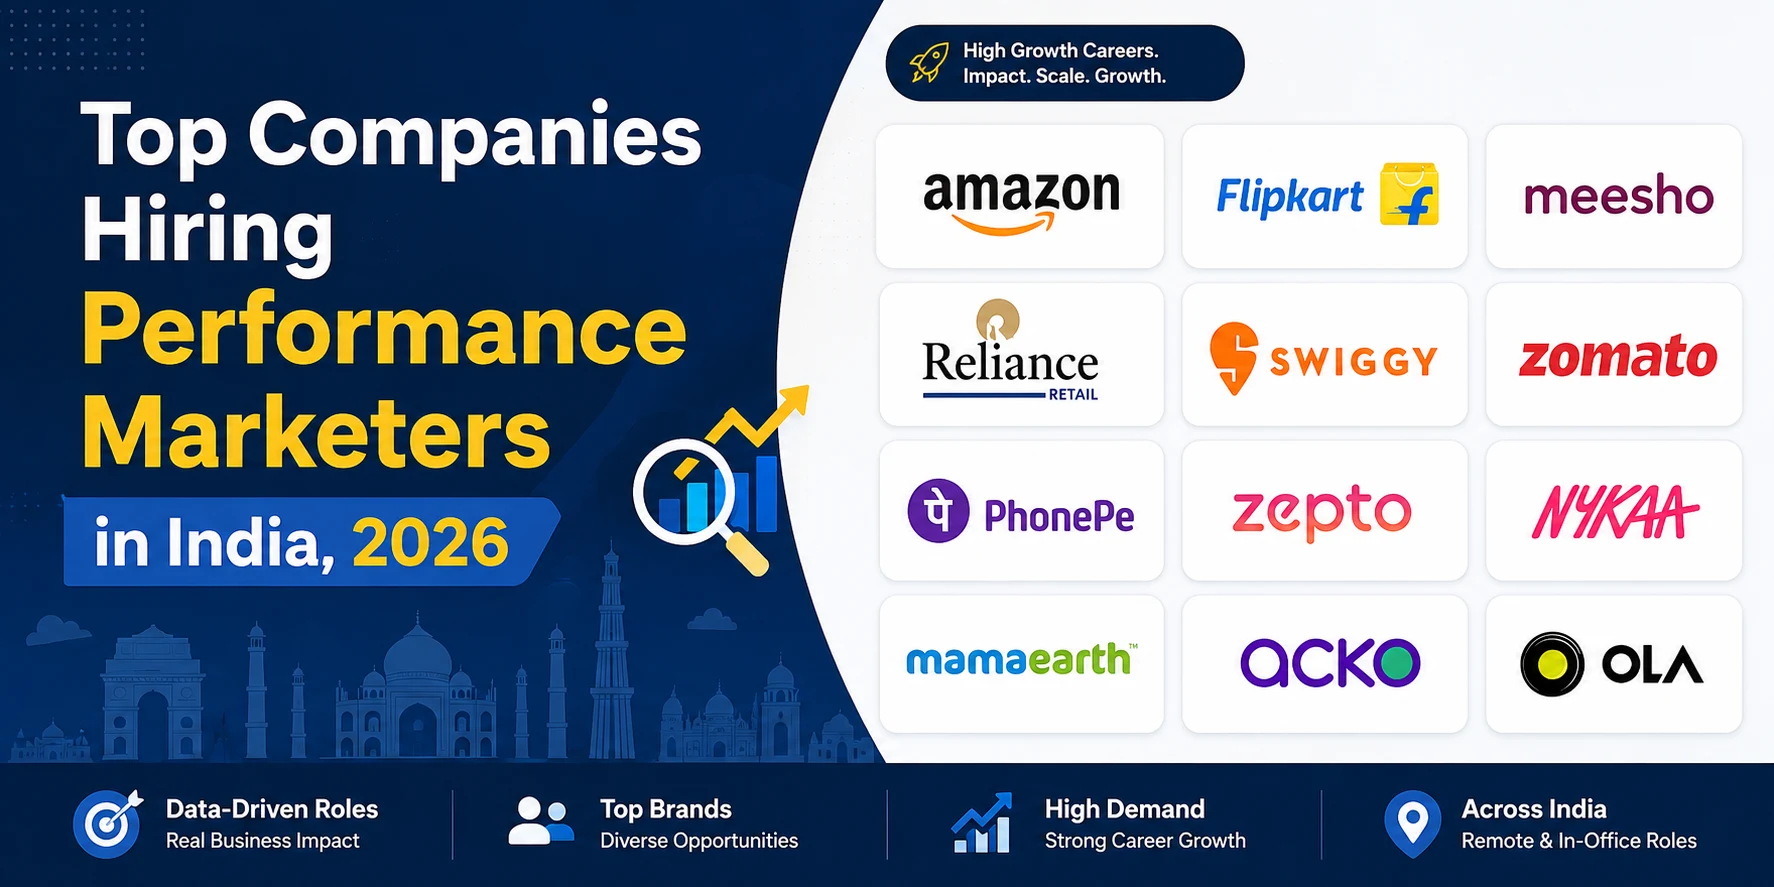 Top Companies
Hiring
Performance
Marketers
in India, 2026
High Growth Careers.
Impact. Scale. Growth.
amazon
Flipkart f
meesho
R
Reliance
RETAIL
SWIGGY
zomato
पे PhonePe
zepto
NYKAA
mamaearth™
acko
OLA
Data-Driven Roles
Real Business Impact
Top Brands
Diverse Opportunities
High Demand
Strong Career Growth
Across India
Remote & In-Office Roles